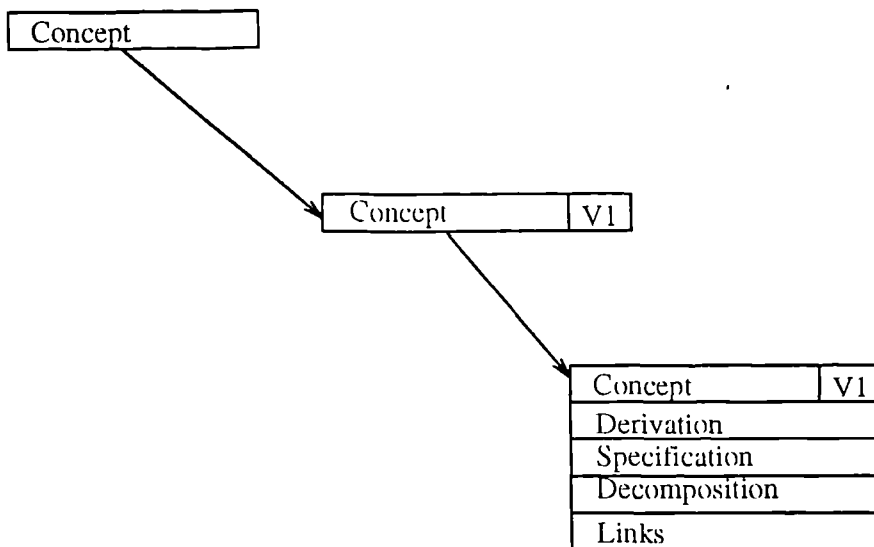 Concept
Concept V1
Concept V1
Derivation
Specification
Decomposition
Links